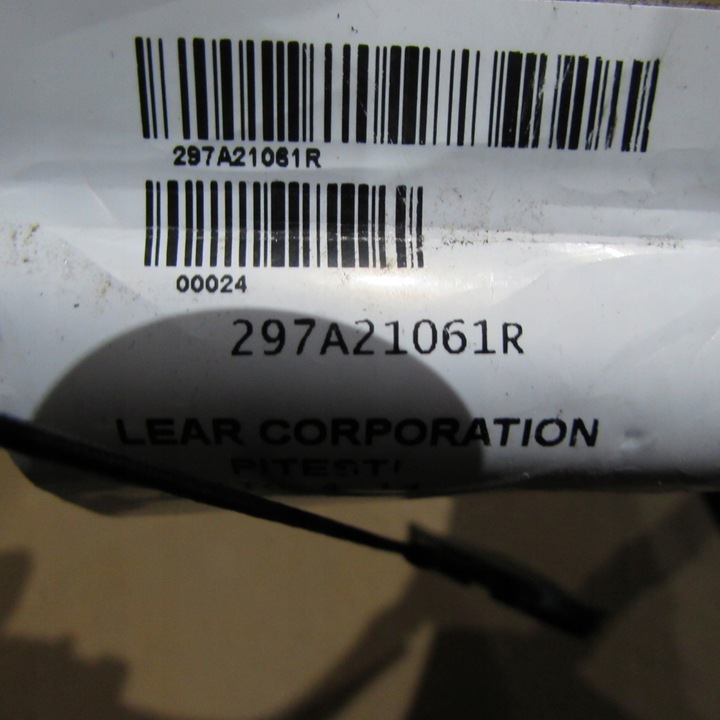 297A21061R
00024
297A21061R
LEAR CORPORATION
PITESTI